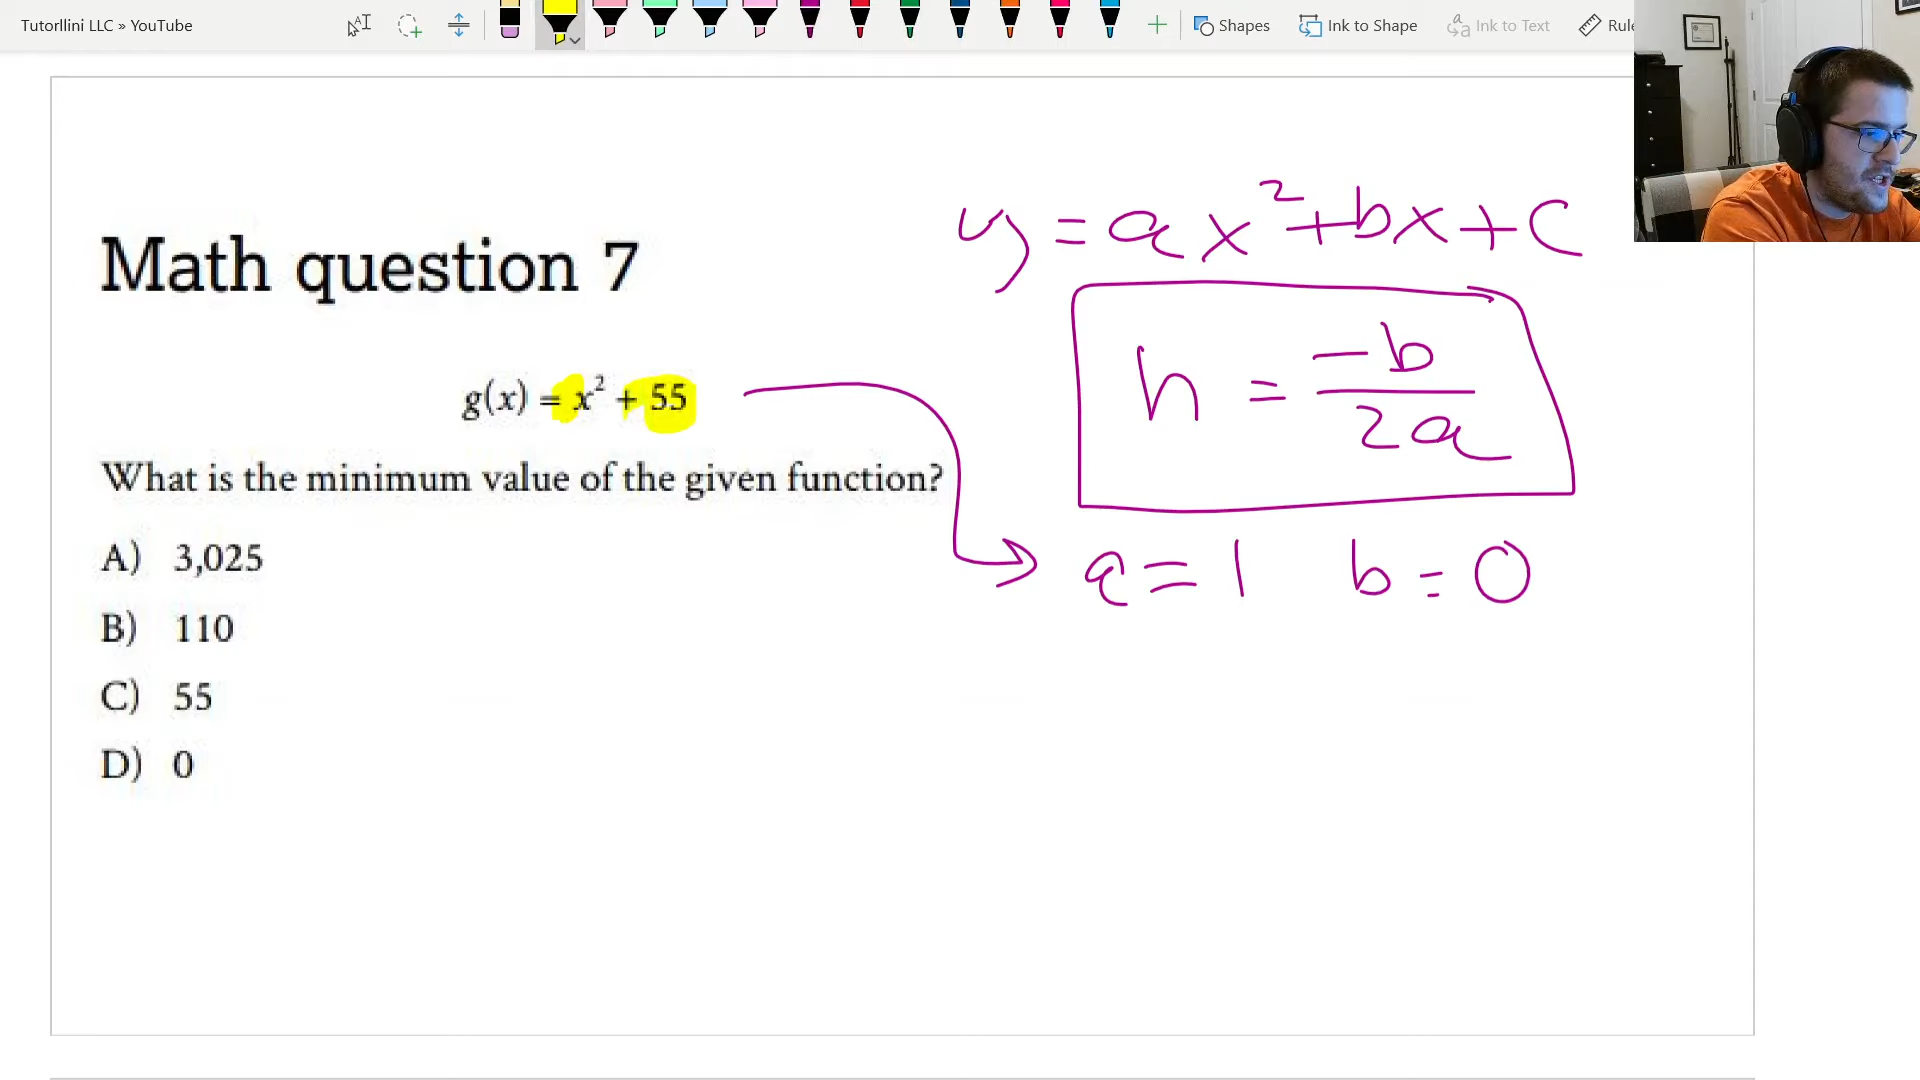 Tutorllini LLC » YouTube
Shapes
Ink to Shape
Ink to Text
Math question 7
g(x) = x² + 55
What is the minimum value of the given function?
A) 3,025
B) 110
C) 55
D) 0
y = ax²+bx+c
h = -b/2a
a = 1 b = 0